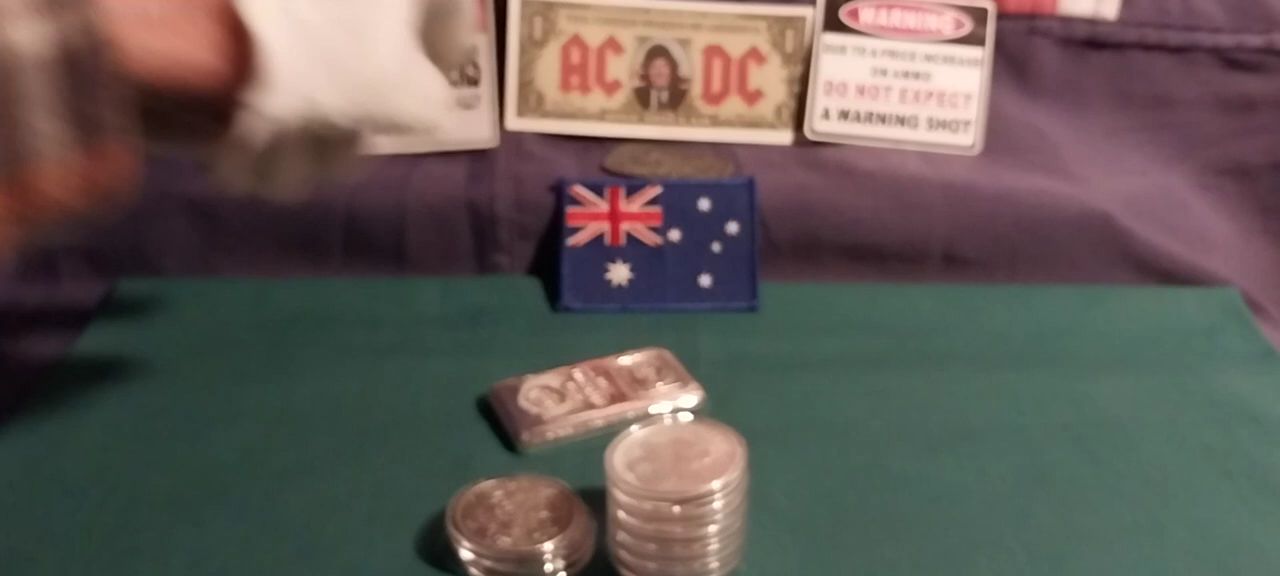 AC DC
WARNING
DUE TO A PRICE INCREASE
ON AMMO
DO NOT EXPECT
A WARNING SHOT